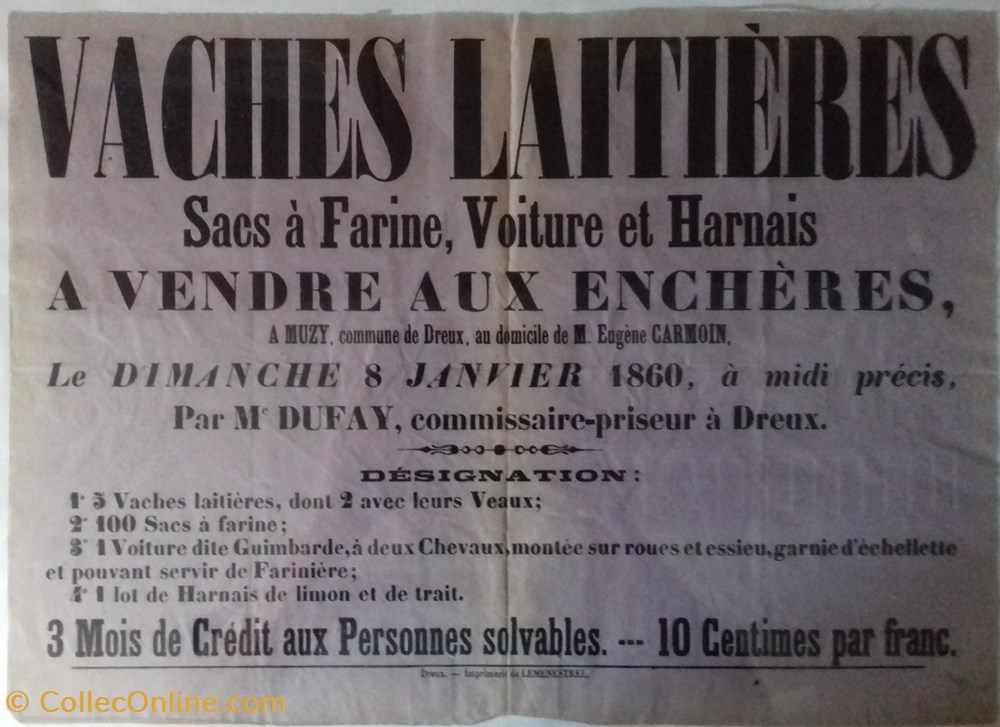 VACHES LAITIÈRES
Sacs à Farine, Voiture et Harnais
A VENDRE AUX ENCHÈRES,
A MUZY, commune de Dreux, au domicile de M. Eugène CARMOIN,
Le DIMANCHE 8 JANVIER 1860, à midi précis,
Par Me DUFAY, commissaire-priseur à Dreux.
DÉSIGNATION:
1° 5 Vaches laitières, dont 2 avec leurs Veaux;
2° 100 Sacs à farine;
3° 1 Voiture dite Guimbarde, à deux Chevaux, montée sur roues et essieu, garnie d'échellette
et pouvant servir de Farinière;
4° 1 lot de Harnais de limon et de trait.
3 Mois de Crédit aux Personnes solvables. --- 10 Centimes par franc.
Dreux. — Imprimerie de LEMENESTREL.
© CollecOnline.com